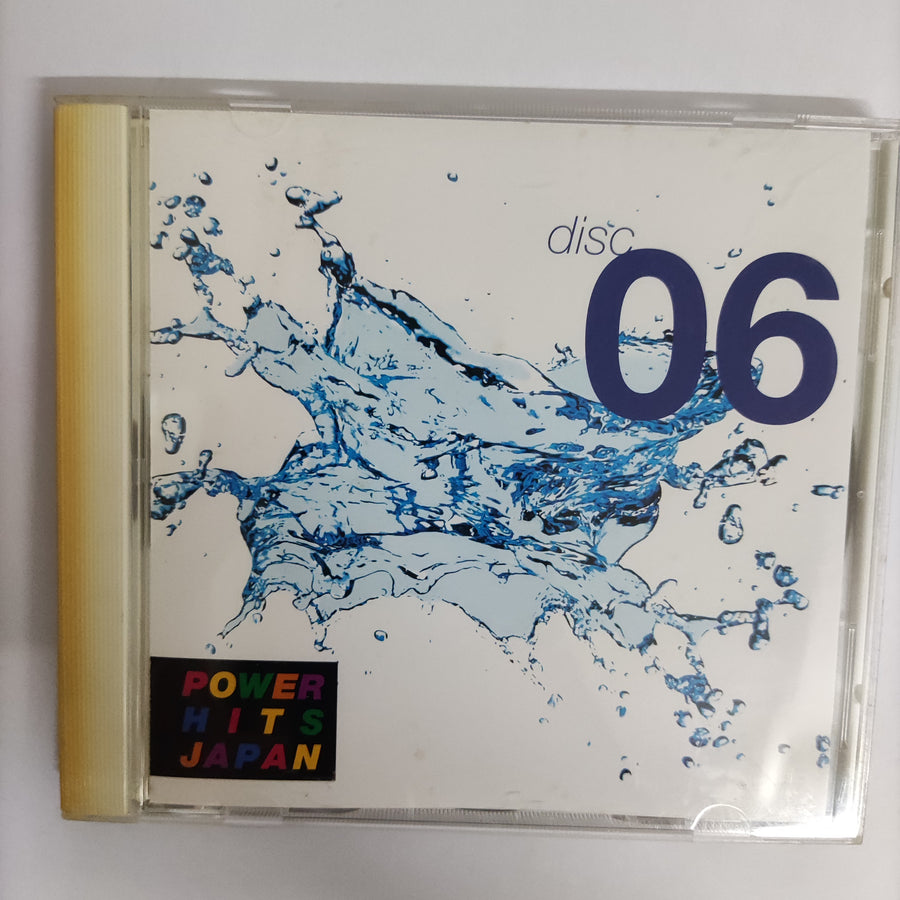 disc
06
POWER
HITS
JAPAN